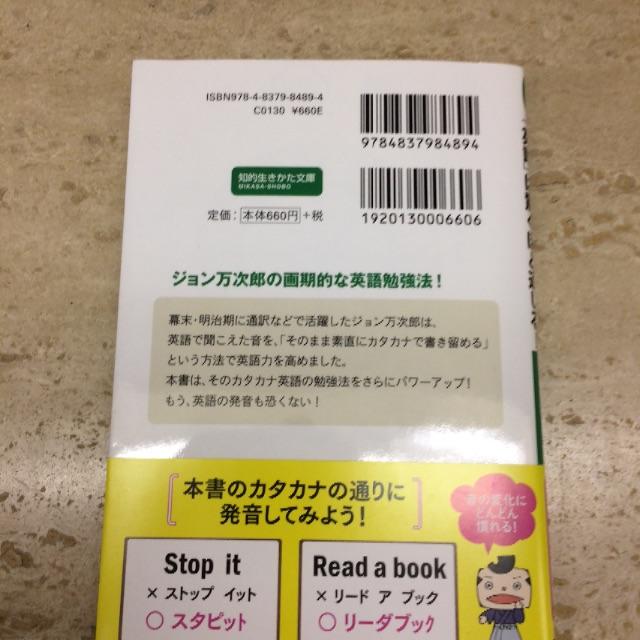 ISBN978-4-8379-8489-4
C0130 ¥660E
9784837984894
知的生きかた文庫
MIKASA-SHOBO
1920130006606
定価：本体660円＋税
ジョン万次郎の画期的な英語勉強法！
幕末・明治期に通訳などで活躍したジョン万次郎は、
英語で聞こえた音を、「そのまま素直にカタカナで書き留める」
という方法で英語力を高めました。
本書は、そのカタカナ英語の勉強法をさらにパワーアップ！
もう、英語の発音も恐くない！
本書のカタカナの通りに
発音してみよう！
音の変化に
どんどん
慣れる！
Stop it
× ストップ イット
○ スタピット
Read a book
× リード ア ブック
○ リーダブック